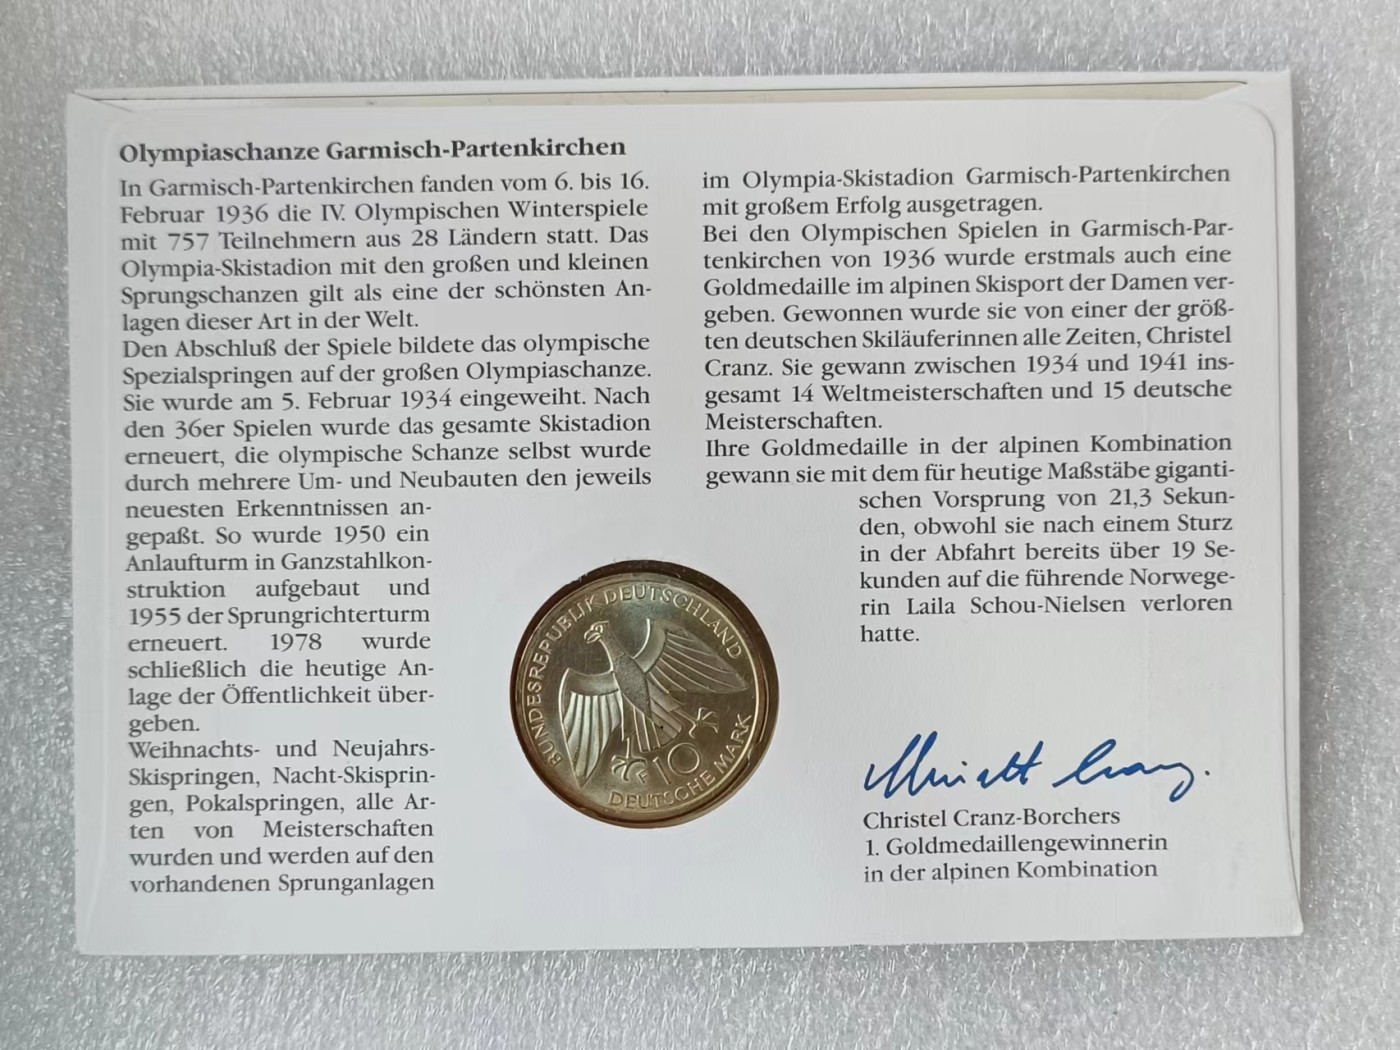 Olympiaschanze Garmisch-Partenkirchen
In Garmisch-Partenkirchen fanden vom 6. bis 16.
Februar 1936 die IV. Olympischen Winterspiele
mit 757 Teilnehmern aus 28 Ländern statt. Das
Olympia-Skistadion mit den großen und kleinen
Sprungschanzen gilt als eine der schönsten An-
lagen dieser Art in der Welt.
Den Abschluß der Spiele bildete das olympische
Spezialspringen auf der großen Olympiaschanze.
Sie wurde am 5. Februar 1934 eingeweiht. Nach
den 36er Spielen wurde das gesamte Skistadion
erneuert, die olympische Schanze selbst wurde
durch mehrere Um- und Neubauten den jeweils
neuesten Erkenntnissen an-
gepaßt. So wurde 1950 ein
Anlaufturm in Ganzstahlkon-
struktion aufgebaut und
1955 der Sprungrichterturm
erneuert. 1978 wurde
schließlich die heutige An-
lage der Öffentlichkeit über-
geben.
Weihnachts- und Neujahrs-
Skispringen, Nacht-Skisprin-
gen, Pokalspringen, alle Ar-
ten von Meisterschaften
wurden und werden auf den
vorhandenen Sprunganlagen
im Olympia-Skistadion Garmisch-Partenkirchen
mit großem Erfolg ausgetragen.
Bei den Olympischen Spielen in Garmisch-Par-
tenkirchen von 1936 wurde erstmals auch eine
Goldmedaille im alpinen Skisport der Damen ver-
geben. Gewonnen wurde sie von einer der größ-
ten deutschen Skiläuferinnen alle Zeiten, Christel
Cranz. Sie gewann zwischen 1934 und 1941 ins-
gesamt 14 Weltmeisterschaften und 15 deutsche
Meisterschaften.
Ihre Goldmedaille in der alpinen Kombination
gewann sie mit dem für heutige Maßstäbe giganti-
schen Vorsprung von 21,3 Sekun-
den, obwohl sie nach einem Sturz
in der Abfahrt bereits über 19 Se-
kunden auf die führende Norwege-
rin Laila Schou-Nielsen verloren
hatte.
BUNDESREPUBLIK DEUTSCHLAND
F
10
DEUTSCHE MARK
Christel Cranz.
Christel Cranz-Borchers
1. Goldmedaillengewinnerin
in der alpinen Kombination